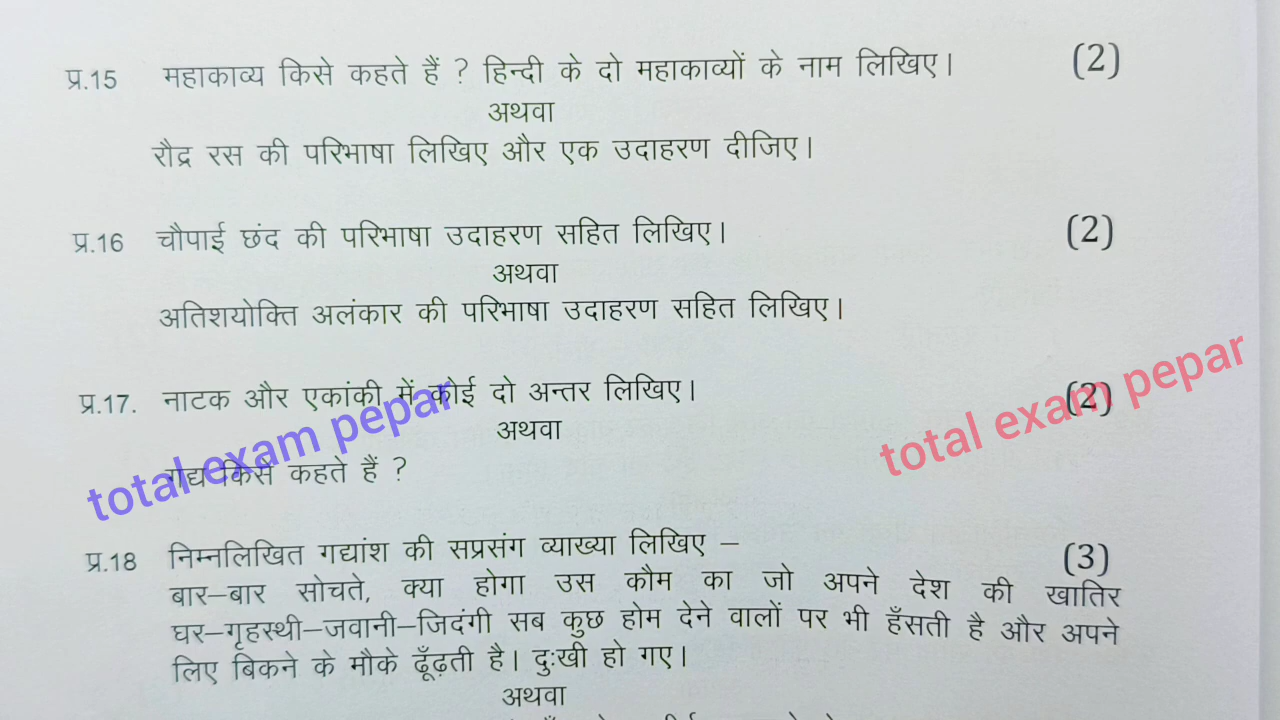 प्र.15 महाकाव्य किसे कहते हैं ? हिन्दी के दो महाकाव्यों के नाम लिखिए। (2)
अथवा
रौद्र रस की परिभाषा लिखिए और एक उदाहरण दीजिए।
प्र.16 चौपाई छंद की परिभाषा उदाहरण सहित लिखिए। (2)
अथवा
अतिशयोक्ति अलंकार की परिभाषा उदाहरण सहित लिखिए।
प्र.17. नाटक और एकांकी में कोई दो अन्तर लिखिए। (2)
अथवा
गद्य किसे कहते हैं ?
total exam pepar
total exam pepar
प्र.18 निम्नलिखित गद्यांश की सप्रसंग व्याख्या लिखिए – (3)
बार–बार सोचते, क्या होगा उस कौम का जो अपने देश की खातिर
घर–गृहस्थी–जवानी–जिदंगी सब कुछ होम देने वालों पर भी हँसती है और अपने
लिए बिकने के मौके ढूँढ़ती है। दुःखी हो गए।
अथवा